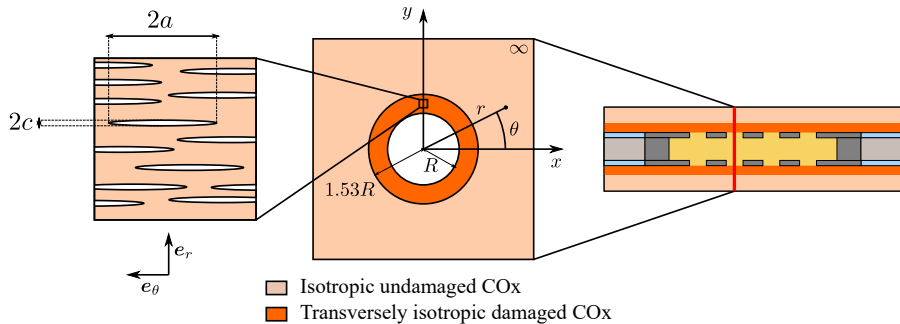 2a
2c
y
∞
r
θ
x
R
1.53R
e_r
e_θ
Isotropic undamaged COx
Transversely isotropic damaged COx